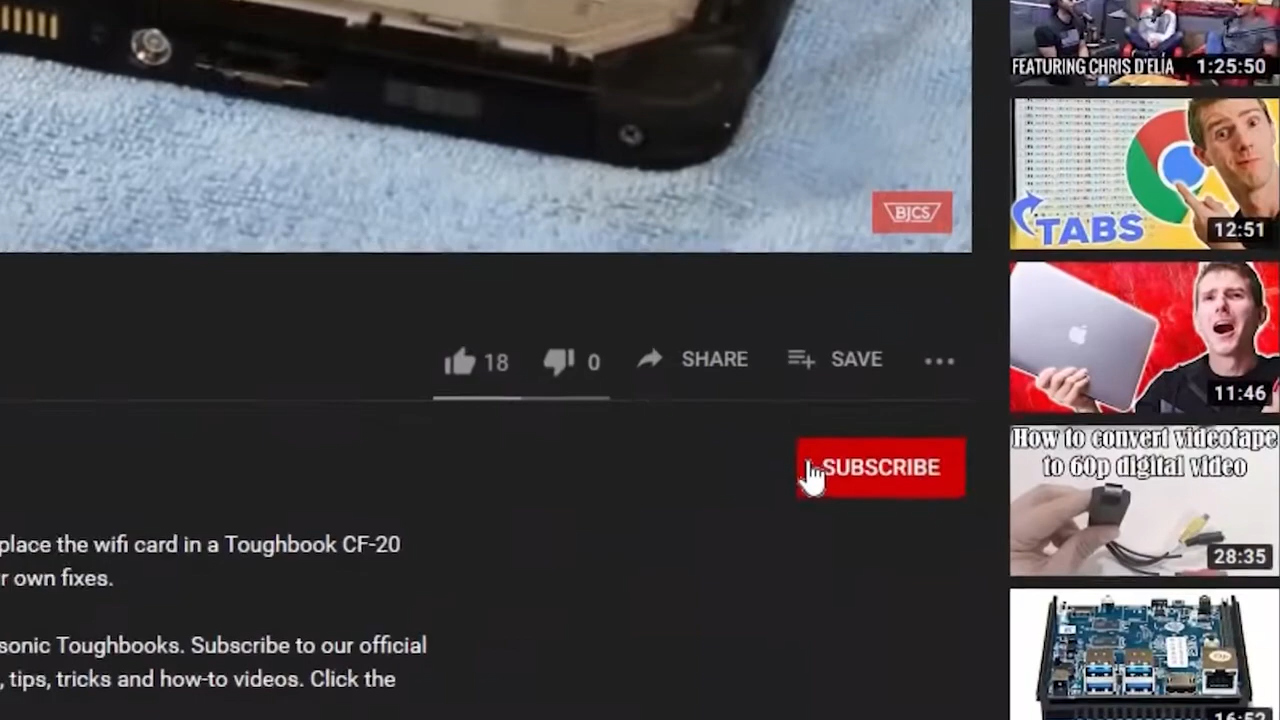 BJCS
18
0
SHARE
SAVE
SUBSCRIBE
place the wifi card in a Toughbook CF-20
r own fixes.
sonic Toughbooks. Subscribe to our official
, tips, tricks and how-to videos. Click the
FEATURING CHRIS D'ELIA
1:25:50
TABS
12:51
11:46
How to convert videotape
to 60p digital video
28:35
16:52